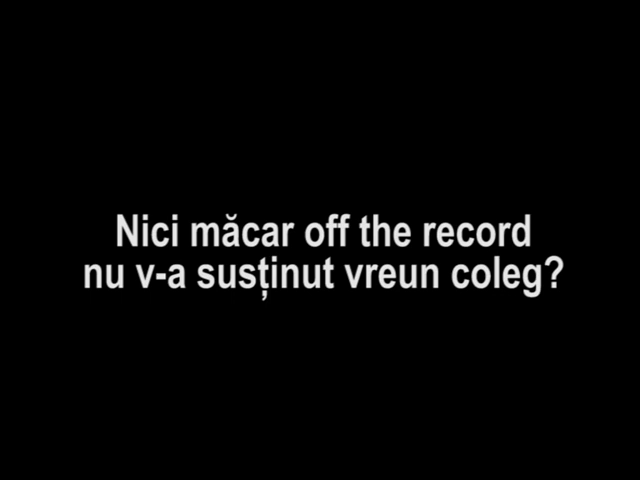 Nici măcar off the record
nu v-a susținut vreun coleg?